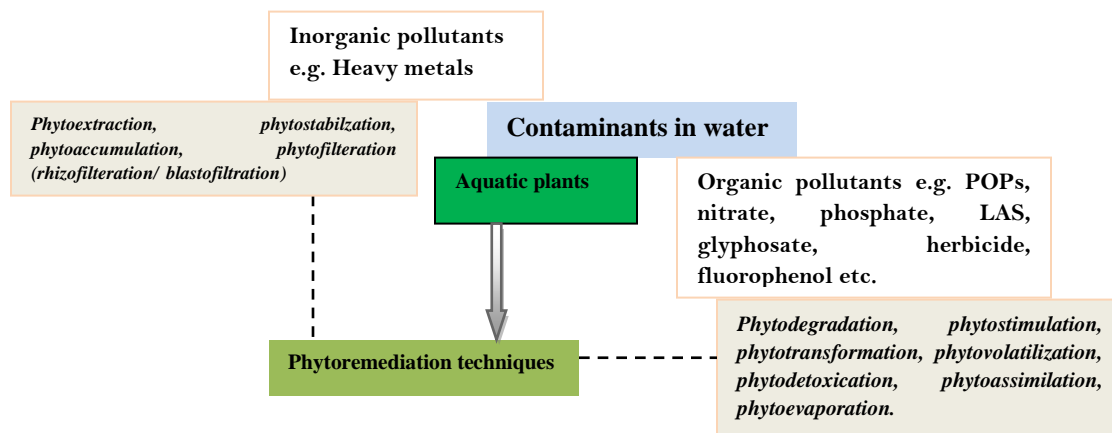 Inorganic pollutants
e.g. Heavy metals
Phytoextraction, phytostabilzation,
phytoaccumulation, phytofilteration
(rhizofilteration/ blastofiltration)
Contaminants in water
Aquatic plants
Organic pollutants e.g. POPs,
nitrate, phosphate, LAS,
glyphosate, herbicide,
fluorophenol etc.
Phytoremediation techniques
Phytodegradation, phytostimulation,
phytotransformation, phytovolatilization,
phytodetoxication, phytoassimilation,
phytoevaporation.